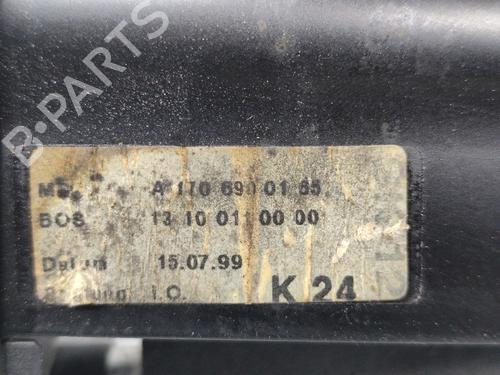 B-PARTS
A 170 690 01 65
BOS 13 10 01 00 00
Datum 15.07.99
I.O. K 24